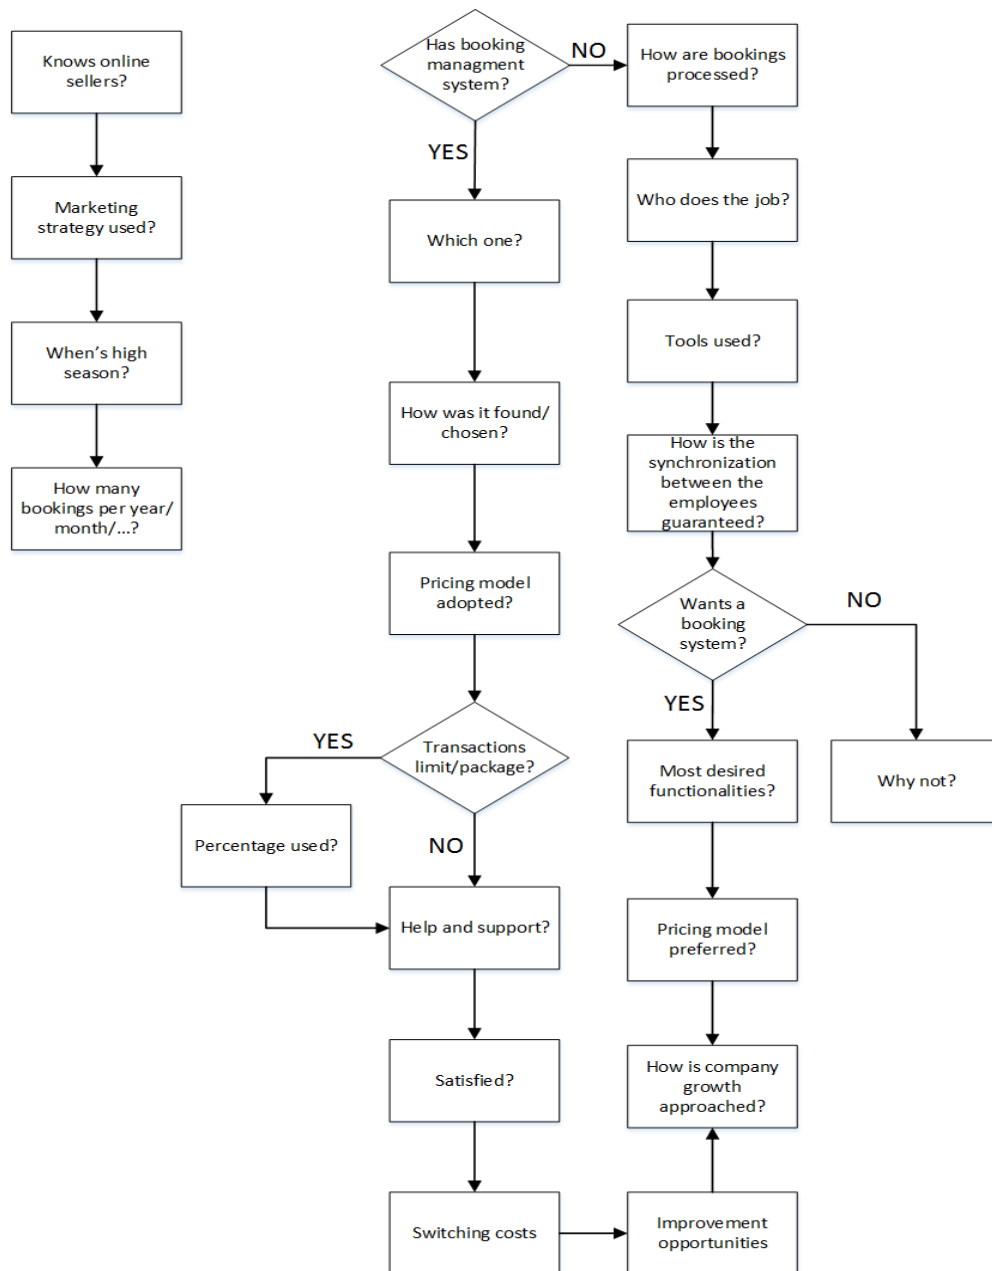 Knows online
sellers?
Marketing
strategy used?
When's high
season?
How many
bookings per year/
month/...?
Has booking
managment
system?
NO
YES
Which one?
How was it found/
chosen?
Pricing model
adopted?
Transactions
limit/package?
YES
NO
Percentage used?
Help and support?
Satisfied?
Switching costs
How are bookings
processed?
Who does the job?
Tools used?
How is the
synchronization
between the
employees
guaranteed?
Wants a
booking
system?
NO
YES
Why not?
Most desired
functionalities?
Pricing model
preferred?
How is company
growth
approached?
Improvement
opportunities